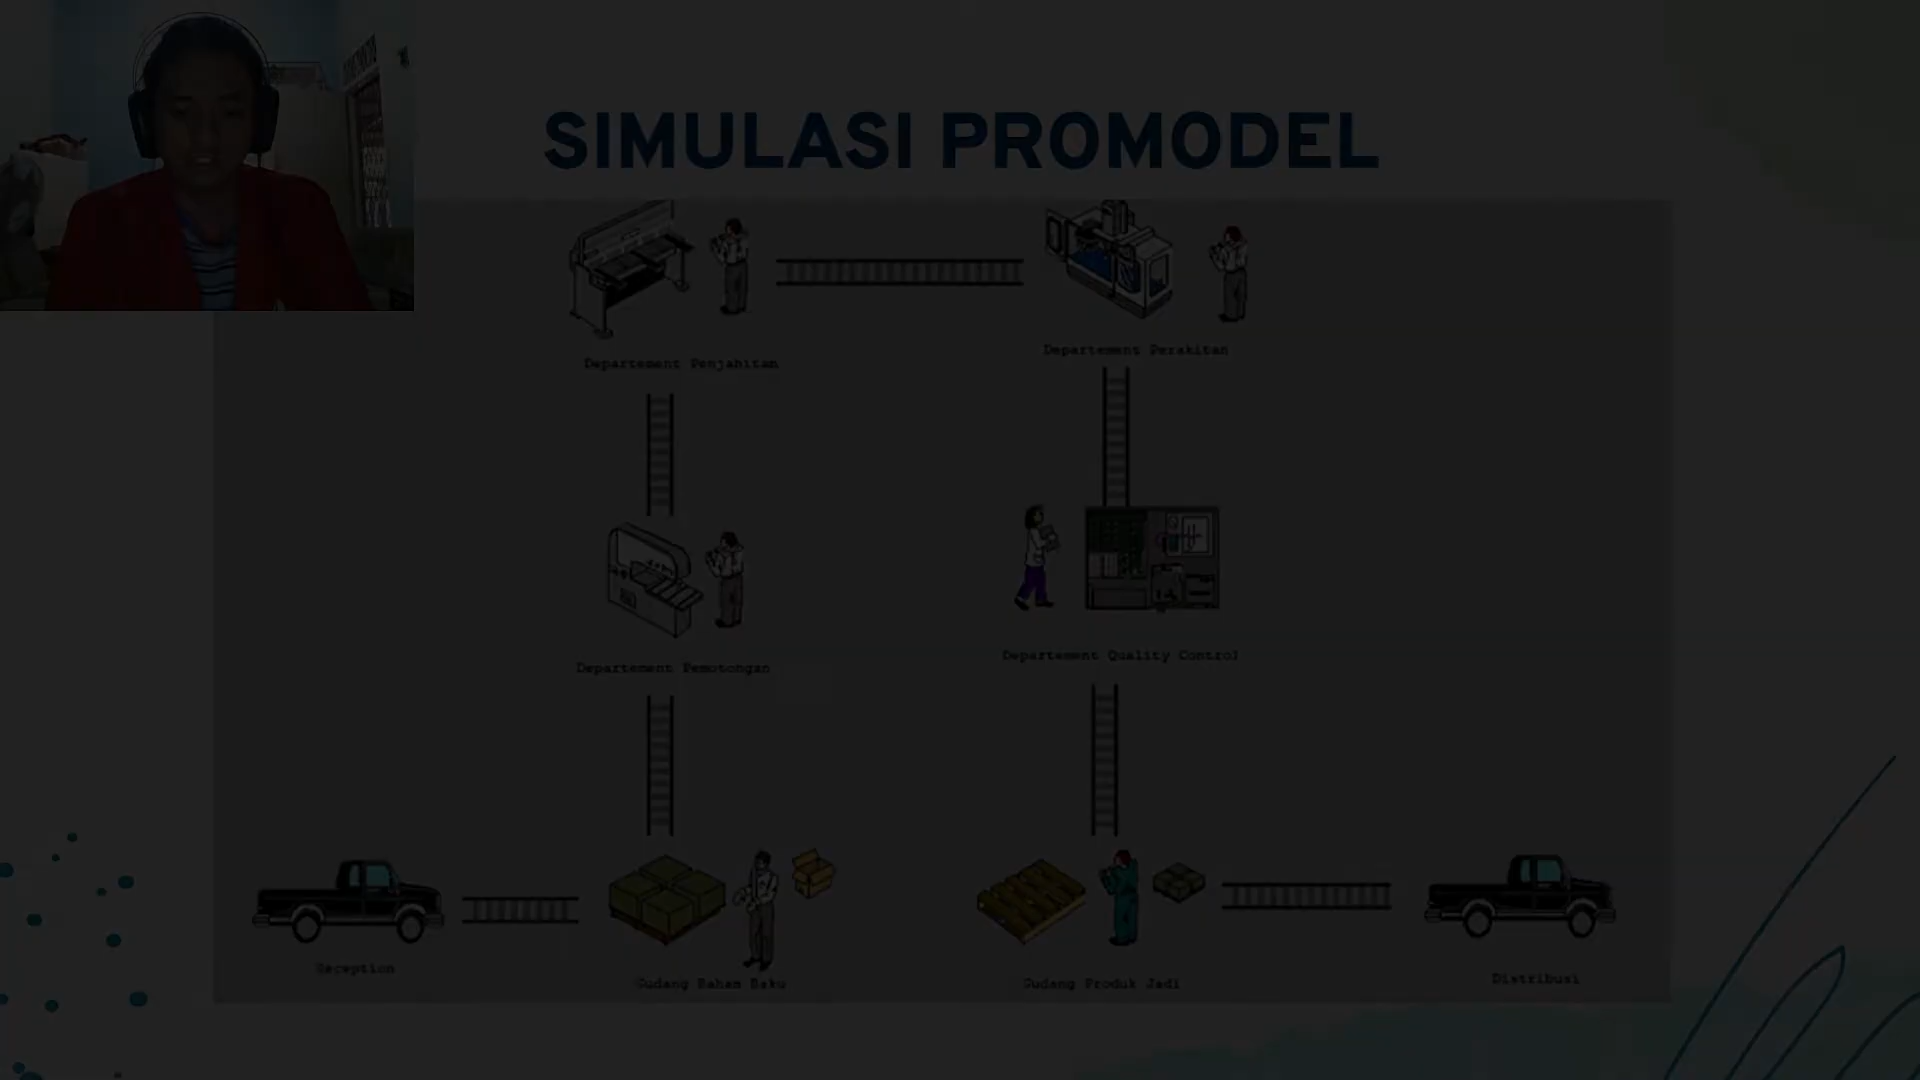 SIMULASI PROMODEL
Departement Penjahitan
Departement Perakitan
Departement Pemotongan
Departement Quality Control
Reception
Gudang Bahan Baku
Gudang Produk Jadi
Distribusi